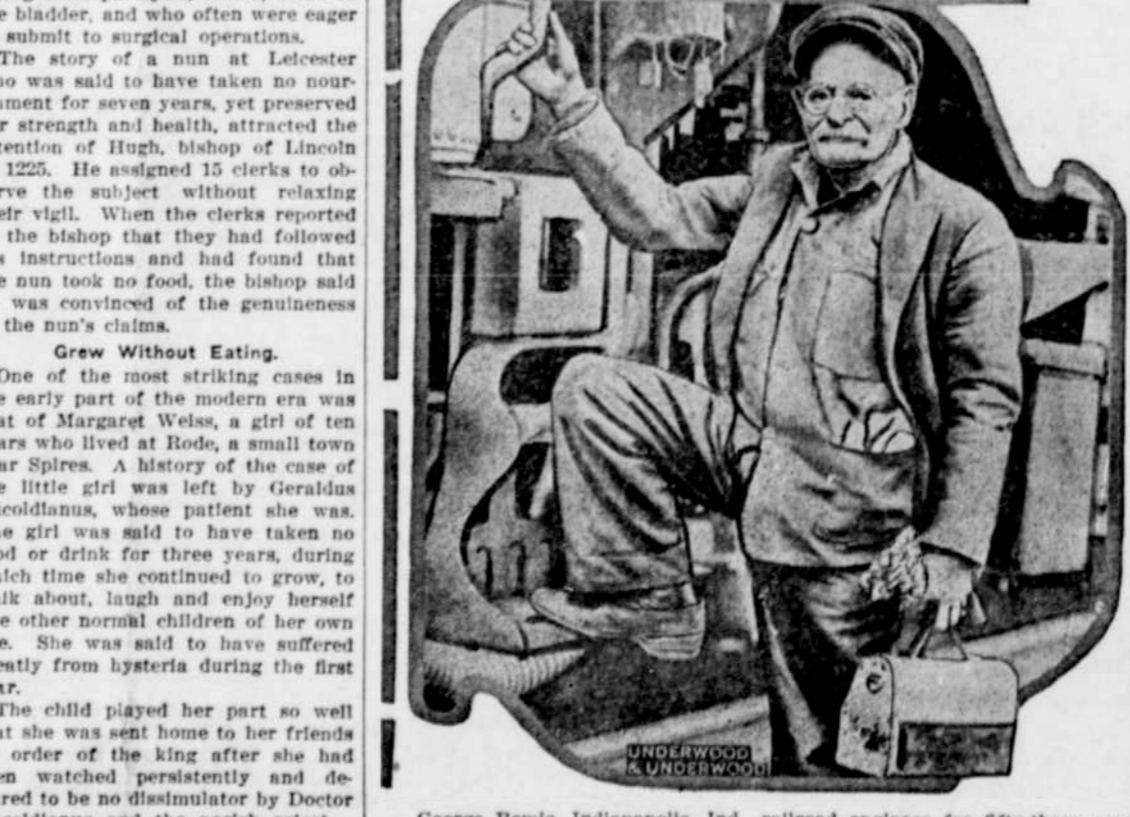 e bladder, and who often were eager
submit to surgical operations.
The story of a nun at Leicester
o was said to have taken no nour-
ment for seven years, yet preserved
r strength and health, attracted the
tention of Hugh, bishop of Lincoln
1225. He assigned 15 clerks to ob-
rve the subject without relaxing
eir vigil. When the clerks reported
the bishop that they had followed
s instructions and had found that
e nun took no food, the bishop said
was convinced of the genuineness
the nun's claims.
Grew Without Eating.
One of the most striking cases in
e early part of the modern era was
at of Margaret Weiss, a girl of ten
ars who lived at Rode, a small town
ar Spires. A history of the case of
e little girl was left by Geraldus
coldianus, whose patient she was.
e girl was said to have taken no
od or drink for three years, during
ich time she continued to grow, to
lk about, laugh and enjoy herself
e other normal children of her own
e. She was said to have suffered
eatly from hysteria during the first
ar.
The child played her part so well
at she was sent home to her friends
order of the king after she had
en watched persistently and de-
red to be no dissimulator by Doctor
UNDERWOOD
& UNDERWOOD